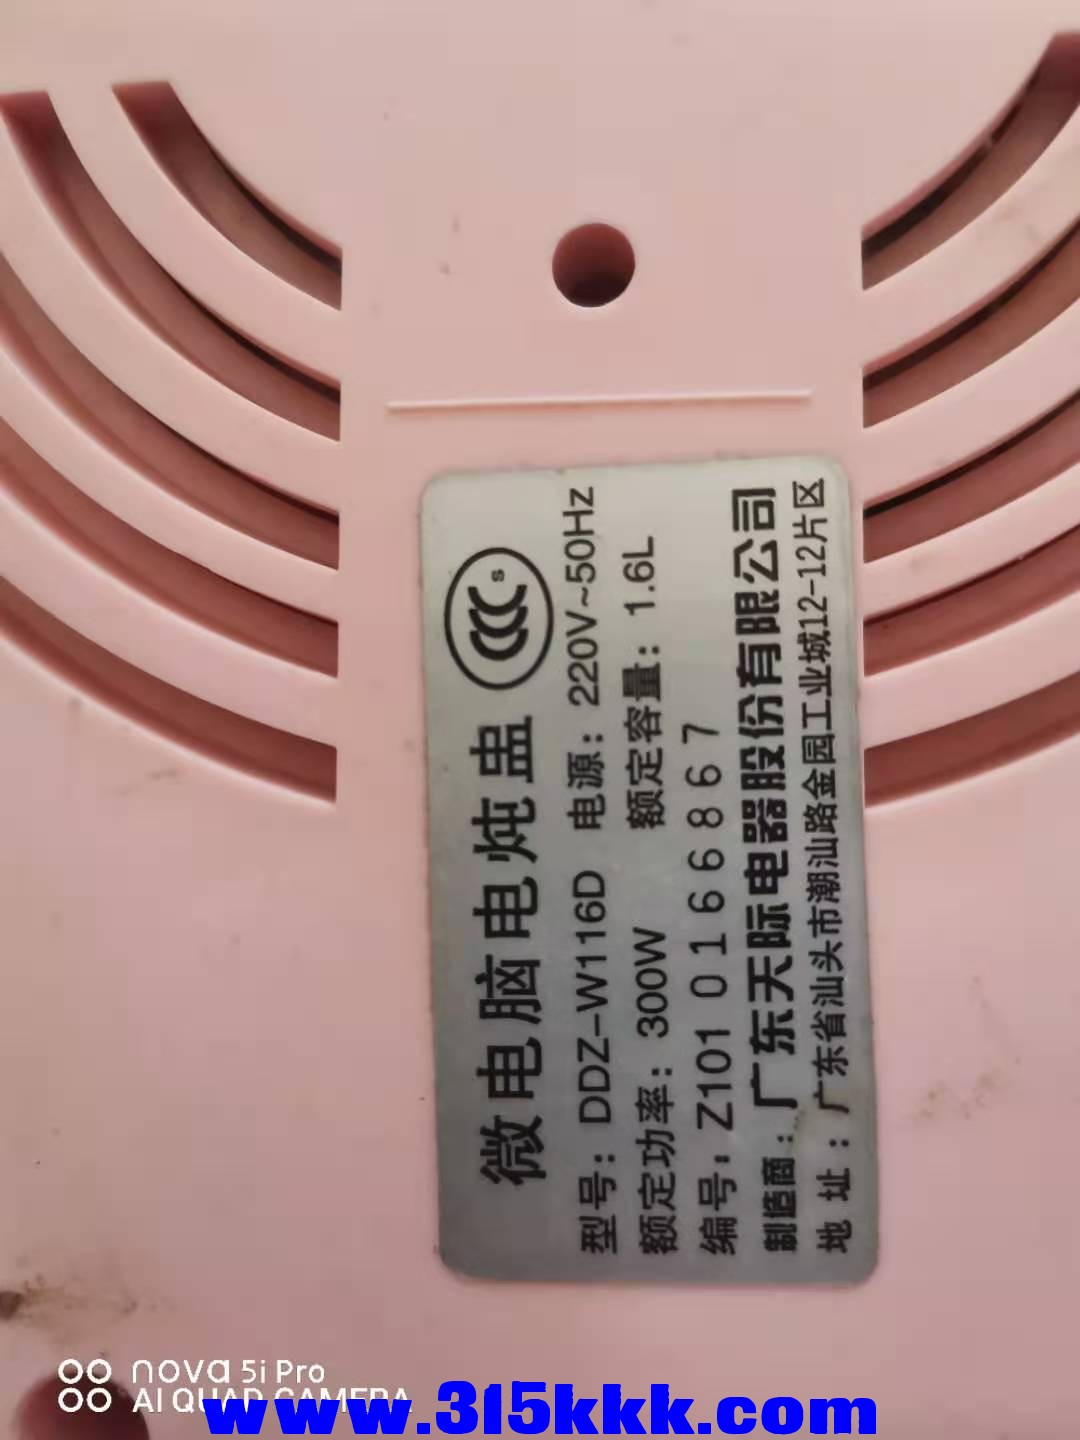 微电脑电炖盅
型号：DDZ-W116D 电源：220V~50Hz
额定功率：300W 额定容量：1.6L
编号：Z101 0166867
制造商：广东天际电器股份有限公司
地址：广东省汕头市潮汕路金园工业城12-12片区
CCC S
nova 5i Pro
AI QUAD CAMERA
www.315kkk.com